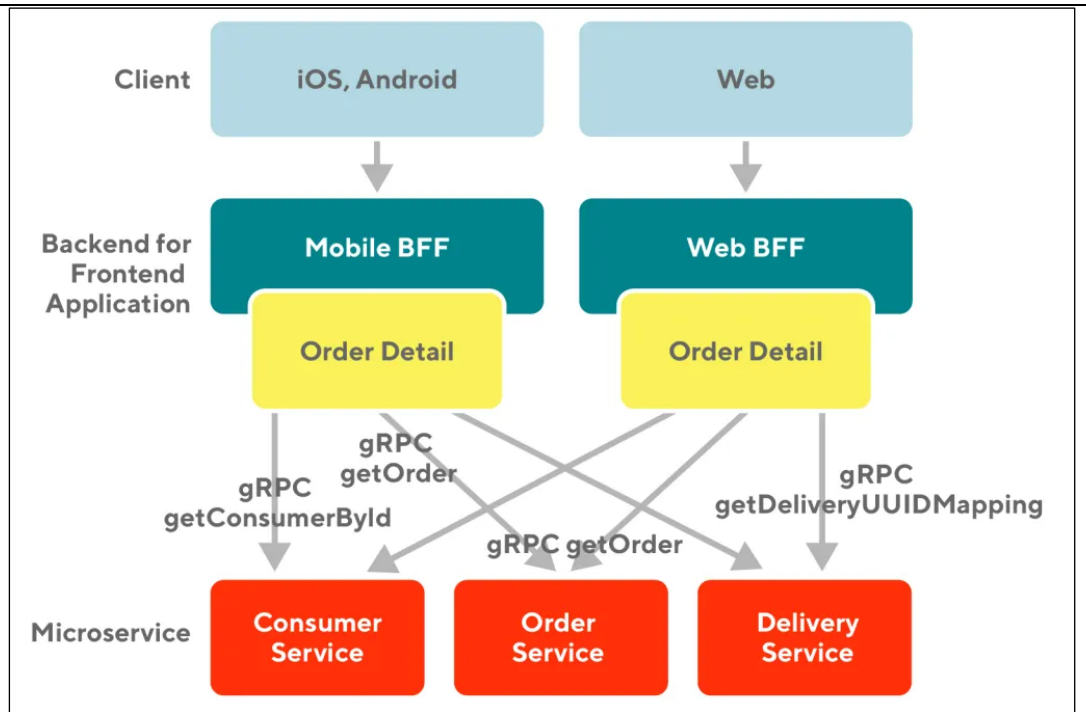 Client
iOS, Android
Web
Backend for
Frontend
Application
Mobile BFF
Web BFF
Order Detail
Order Detail
gRPC
getOrder
gRPC
getConsumerById
gRPC getOrder
gRPC
getDeliveryUUIDMapping
Microservice
Consumer
Service
Order
Service
Delivery
Service